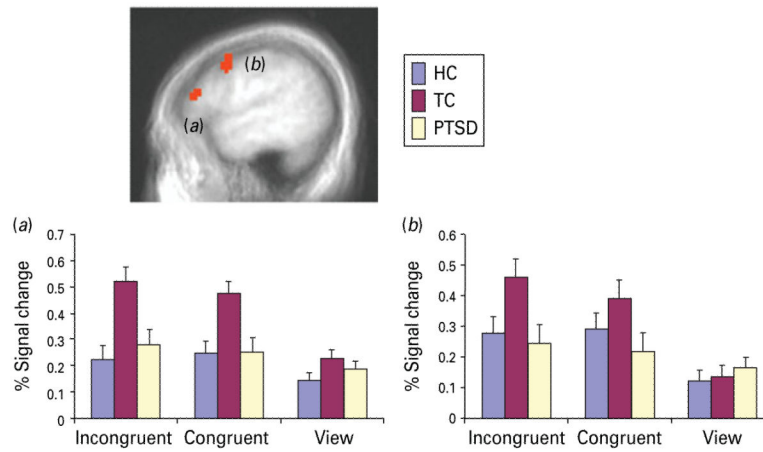 (b)
(a)
HC
TC
PTSD
(a)
% Signal change
0.7
0.6
0.5
0.4
0.3
0.2
0.1
0
Incongruent Congruent View
(b)
% Signal change
0.6
0.5
0.4
0.3
0.2
0.1
0
Incongruent Congruent View